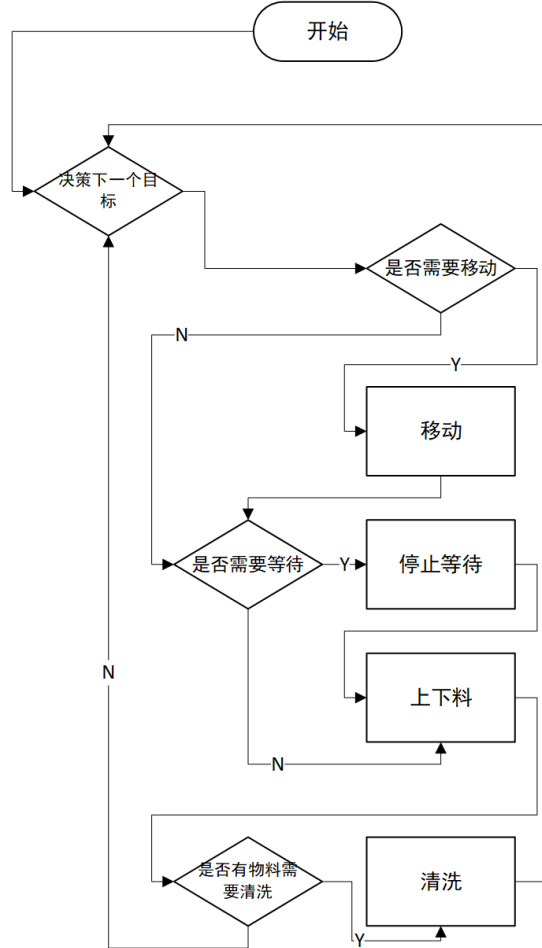 开始
决策下一个目
标
是否需要移动
N
Y
移动
是否需要等待
Y
停止等待
N
上下料
N
是否有物料需
要清洗
清洗
Y